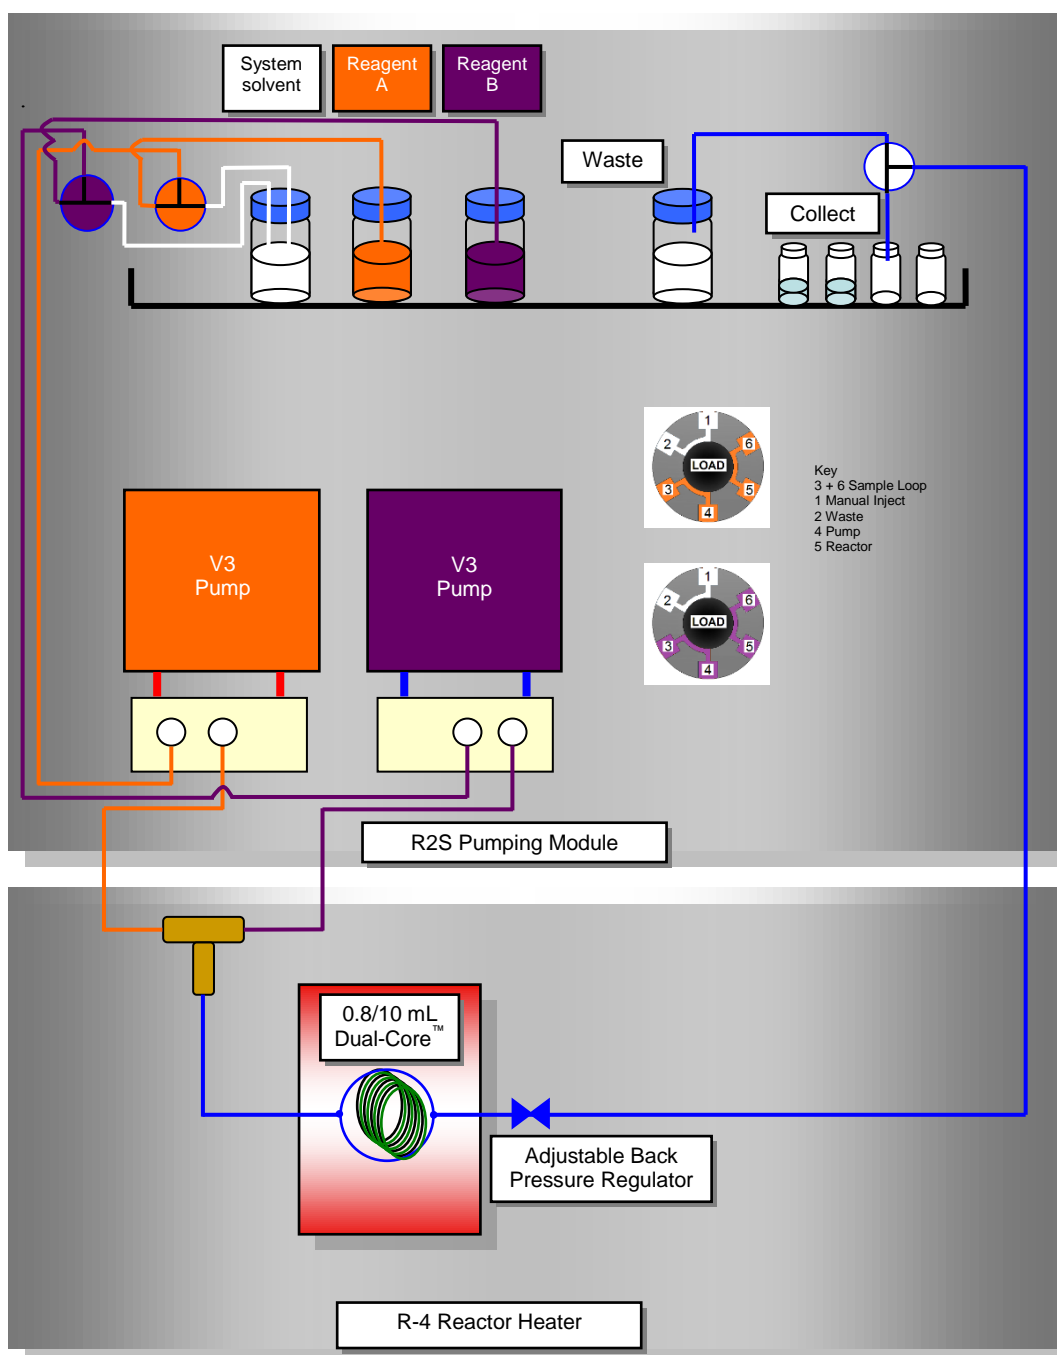 System
solvent
Reagent
A
Reagent
B
Waste
Collect
1
2
6
LOAD
3
5
4
Key
3 + 6 Sample Loop
1 Manual Inject
2 Waste
4 Pump
5 Reactor
V3
Pump
V3
Pump
1
2
6
LOAD
3
5
4
R2S Pumping Module
0.8/10 mL
Dual-Core™
Adjustable Back
Pressure Regulator
R-4 Reactor Heater